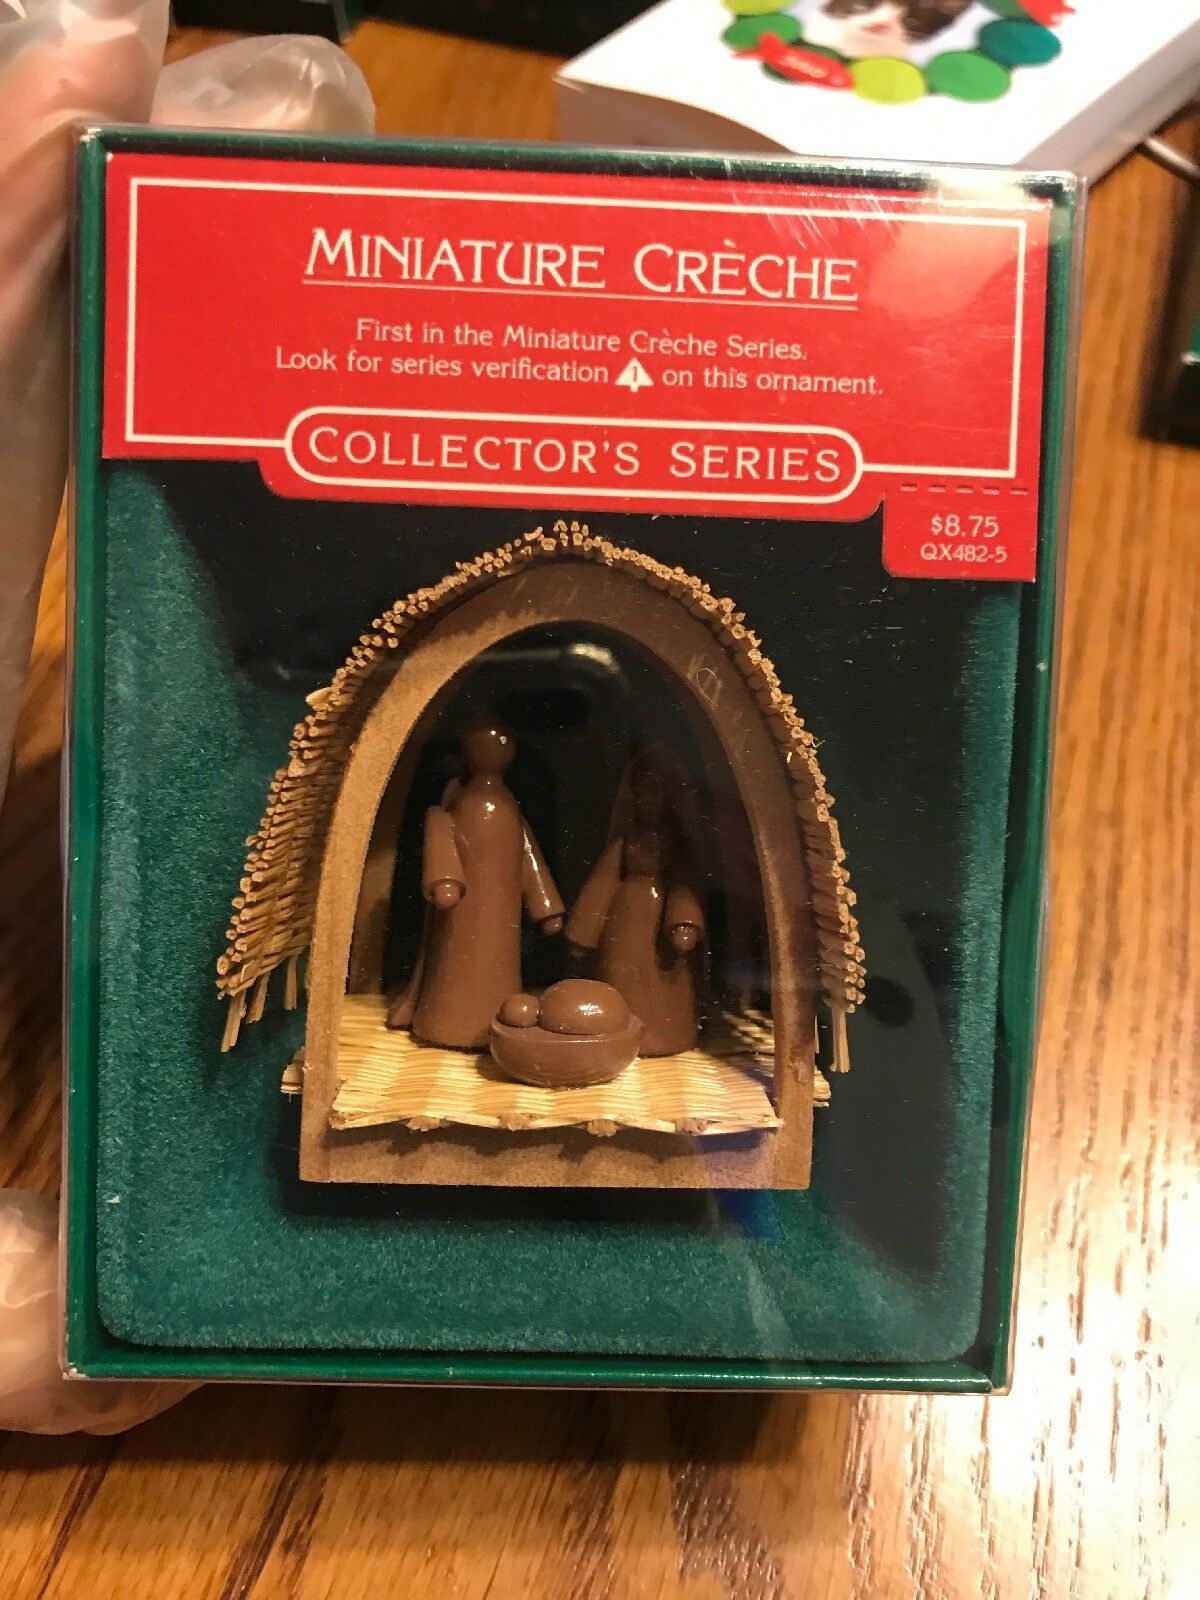 MINIATURE CRÈCHE
First in the Miniature Crèche Series.
Look for series verification 1 on this ornament.
COLLECTOR'S SERIES
$8.75
QX482-5